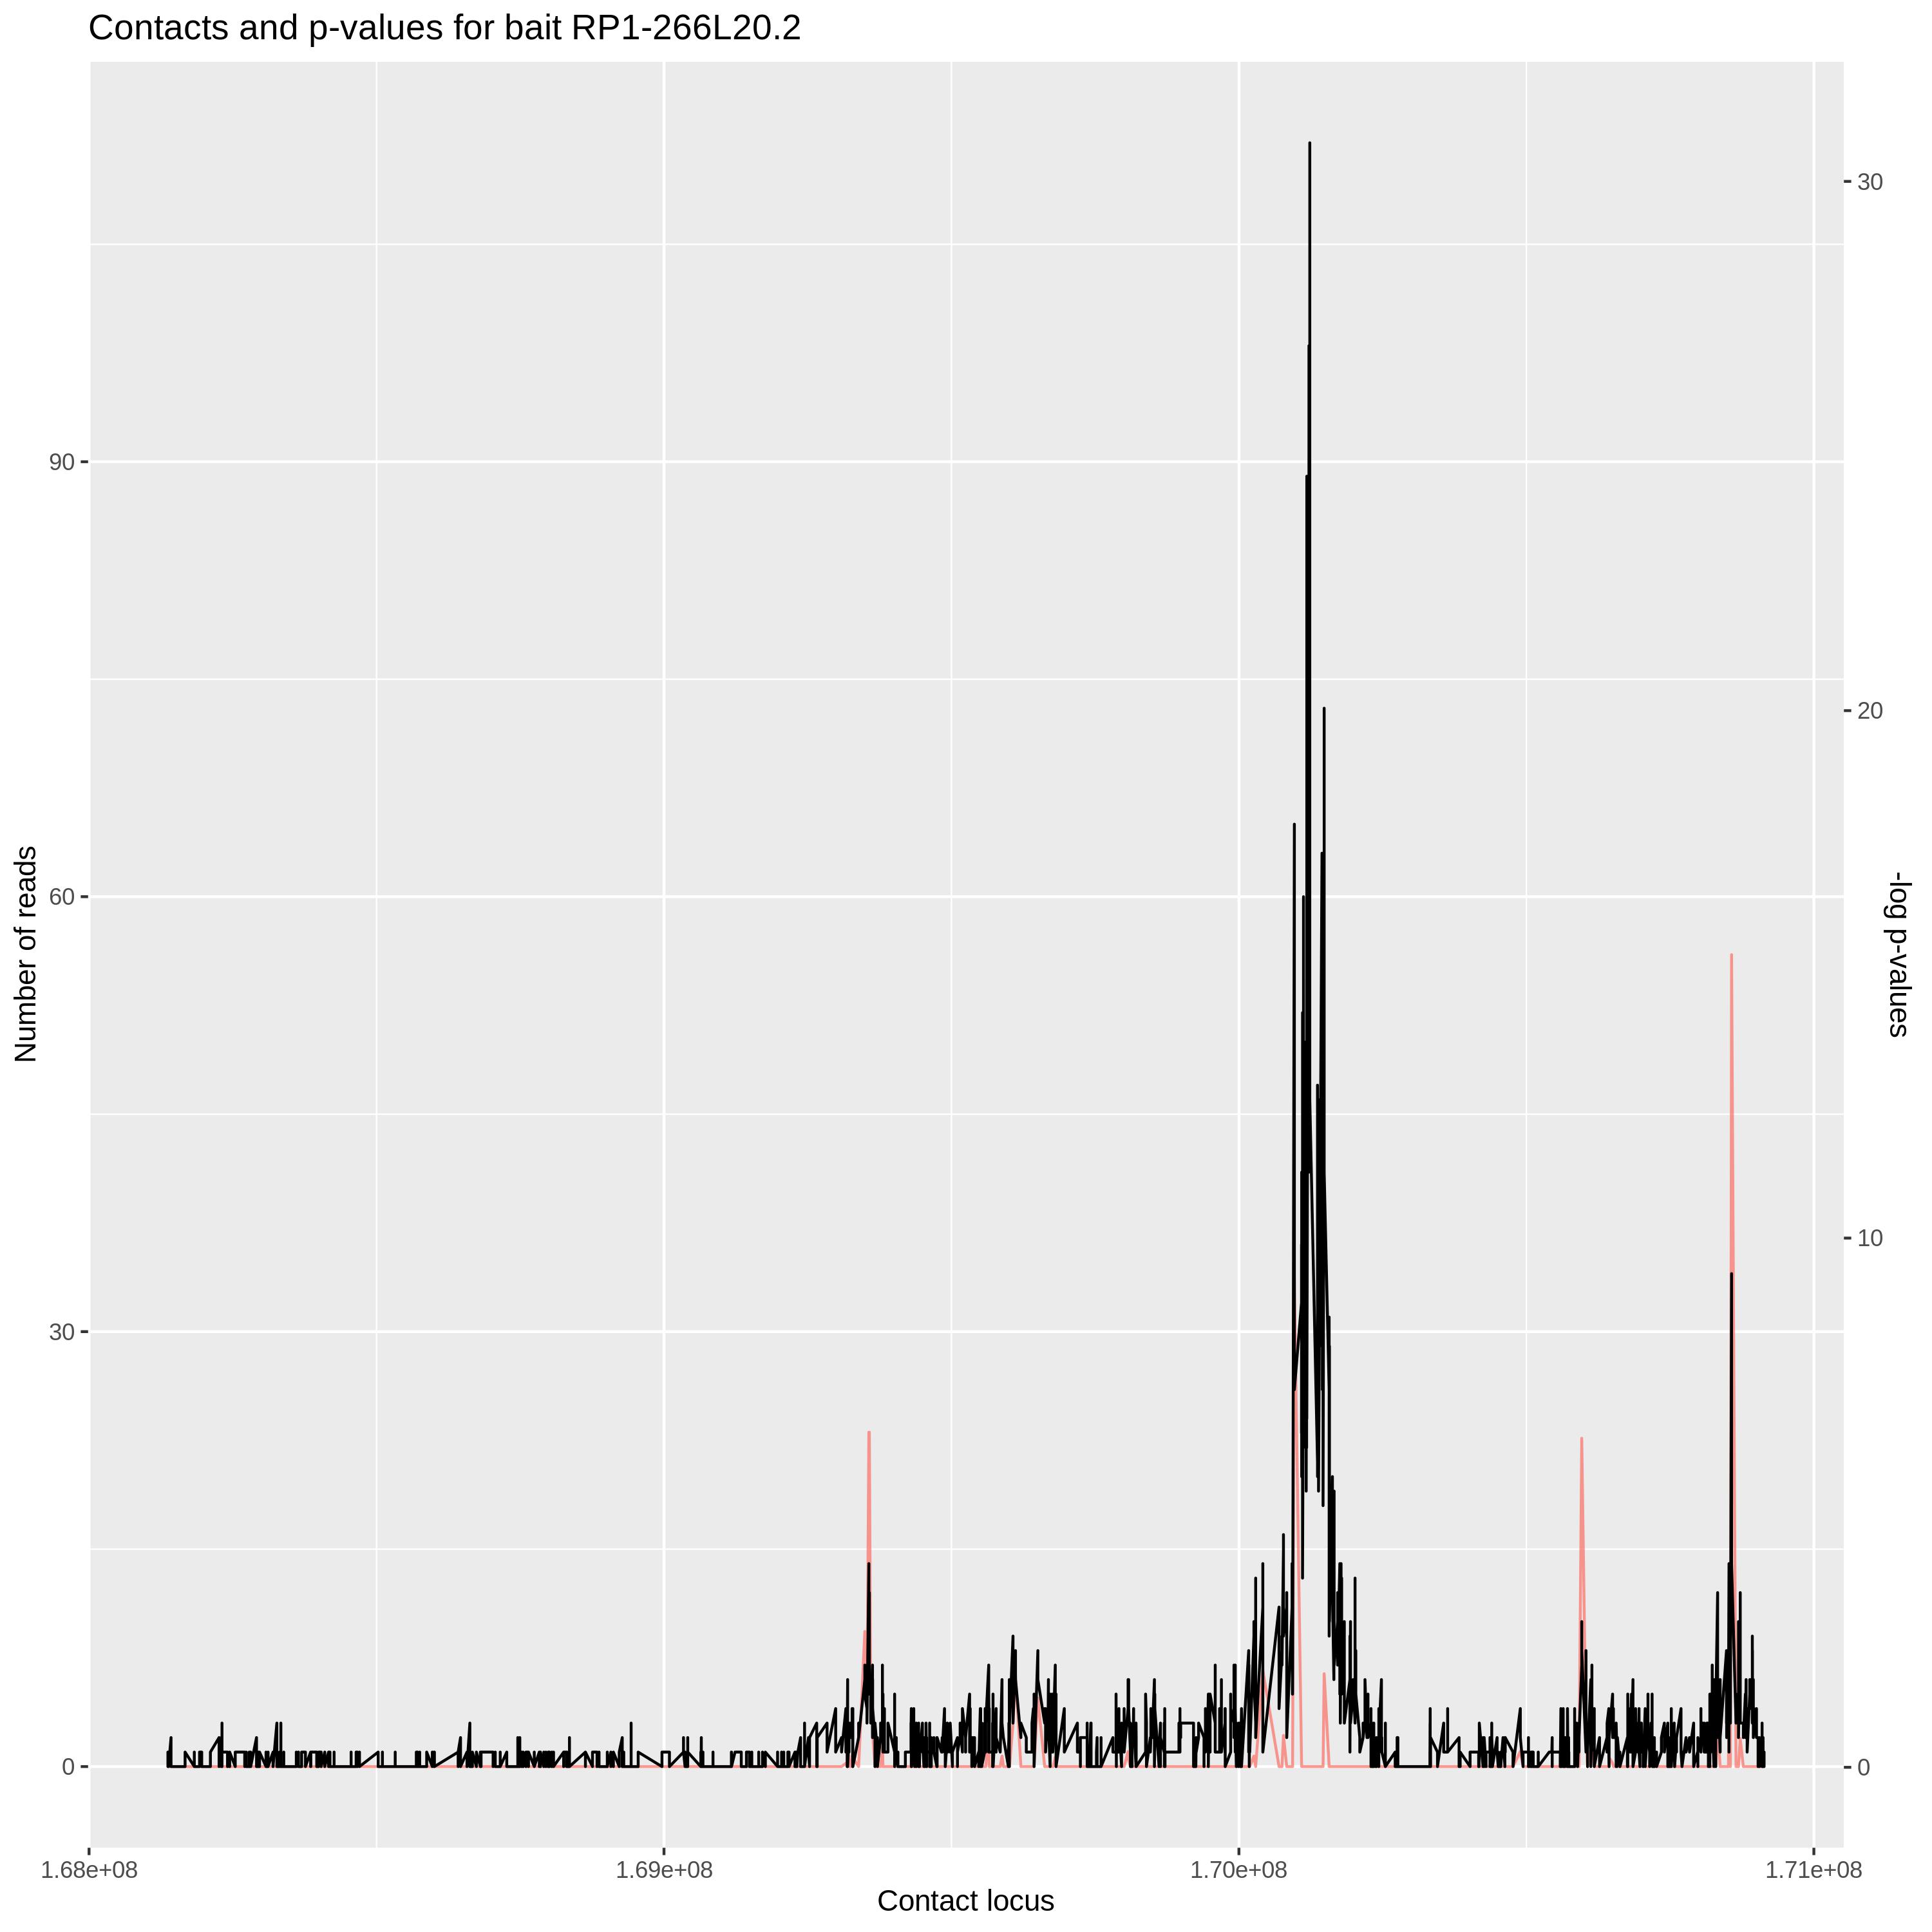 Contacts and p-values for bait RP1-266L20.2
Number of reads
90
60
30
0
30
20
10
0
-log p-values
1.68e+08
1.69e+08
1.70e+08
1.71e+08
Contact locus